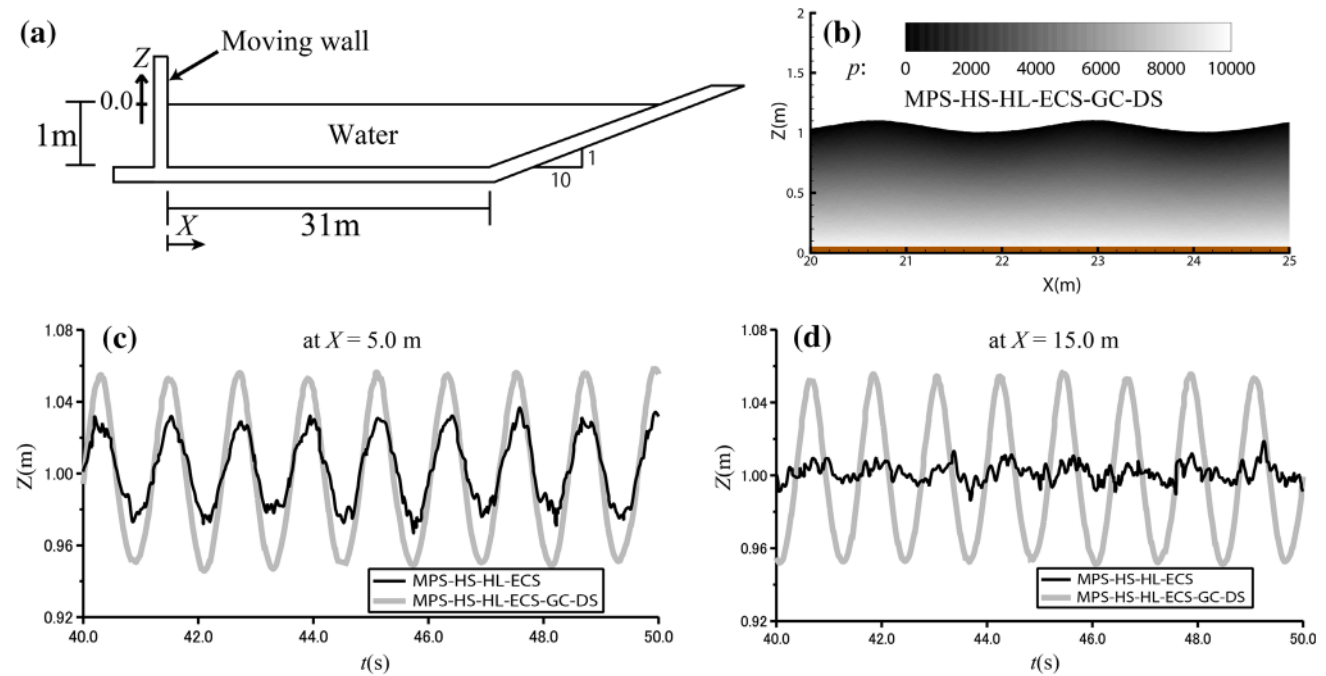 (a)
Moving wall
Z
0.0
1m
Water
1
10
X
31m
(b)
p: 0 2000 4000 6000 8000 10000
MPS-HS-HL-ECS-GC-DS
Z(m)
2
1.5
1
0.5
0
20 21 22 23 24 25
X(m)
(c)
at X = 5.0 m
Z(m)
1.08
1.04
1.00
0.96
0.92
MPS-HS-HL-ECS
MPS-HS-HL-ECS-GC-DS
40.0 42.0 44.0 46.0 48.0 50.0
t(s)
(d)
at X = 15.0 m
Z(m)
1.08
1.04
1.00
0.96
0.92
MPS-HS-HL-ECS
MPS-HS-HL-ECS-GC-DS
40.0 42.0 44.0 46.0 48.0 50.0
t(s)